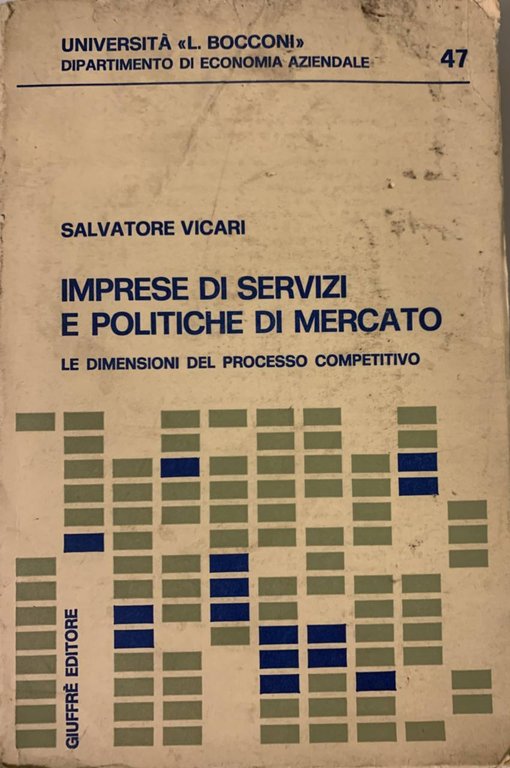 UNIVERSITÀ «L. BOCCONI»
DIPARTIMENTO DI ECONOMIA AZIENDALE 47
SALVATORE VICARI
IMPRESE DI SERVIZI
E POLITICHE DI MERCATO
LE DIMENSIONI DEL PROCESSO COMPETITIVO
GIUFFRÈ EDITORE